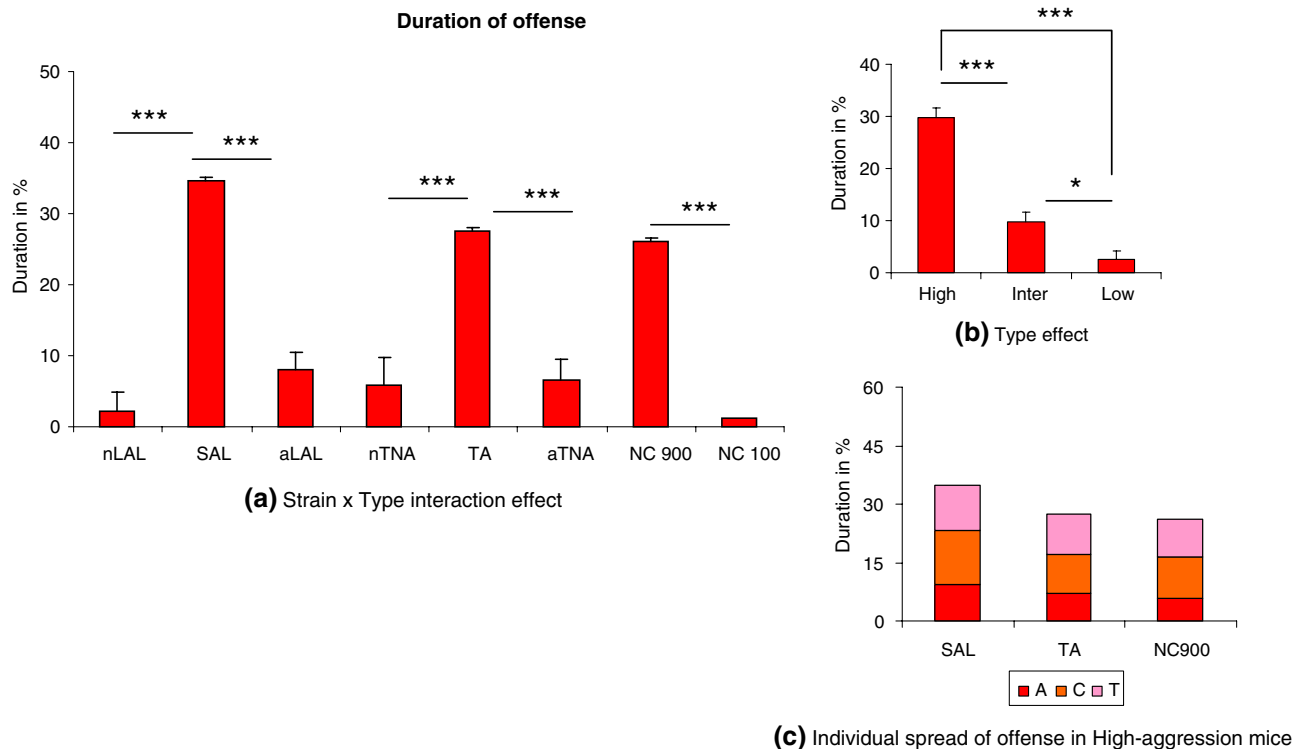 Duration of offense
Duration in %
50
40
30
20
10
0
***
***
***
***
***
nLAL SAL aLAL nTNA TA aTNA NC 900 NC 100
(a) Strain x Type interaction effect
Duration in %
40
30
20
10
0
***
***
*
High Inter Low
(b) Type effect
Duration in %
60
45
30
15
0
SAL TA NC900
A C T
(c) Individual spread of offense in High-aggression mice